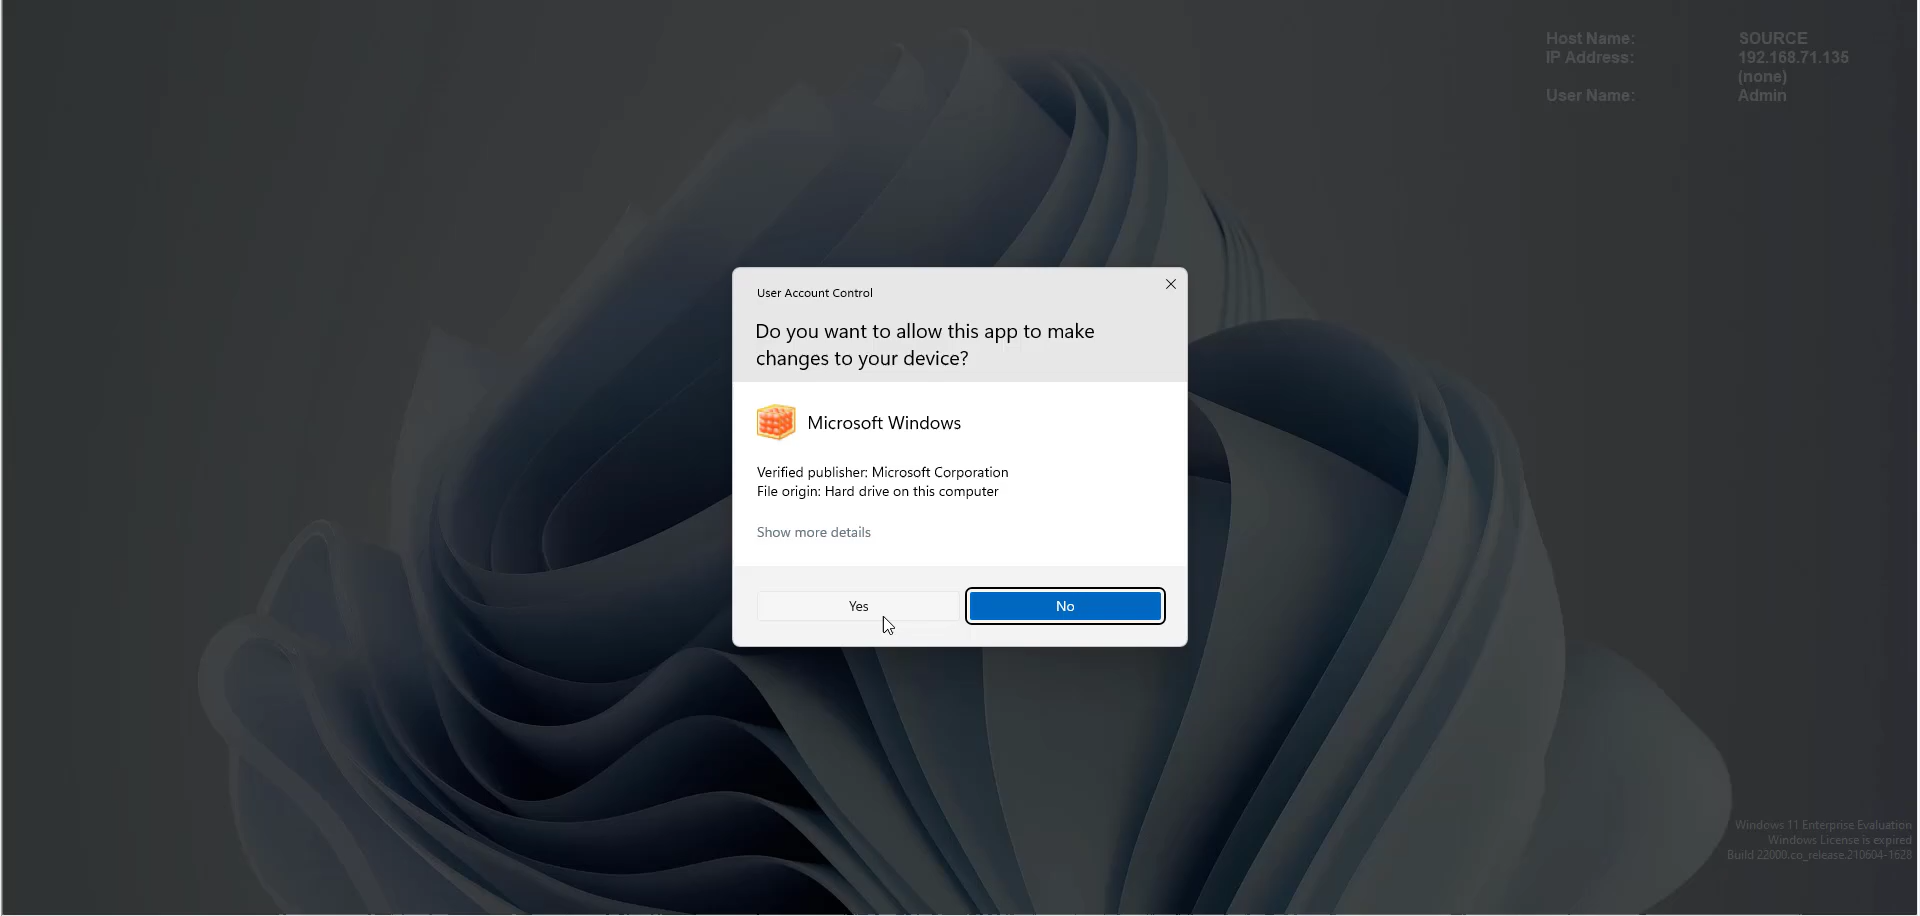 Host Name: SOURCE
IP Address: 192.168.71.135
(none)
User Name: Admin
User Account Control
Do you want to allow this app to make
changes to your device?
Microsoft Windows
Verified publisher: Microsoft Corporation
File origin: Hard drive on this computer
Show more details
Yes No
Windows 11 Enterprise Evaluation
Windows License is expired
Build 22000.co_release.210604-1628